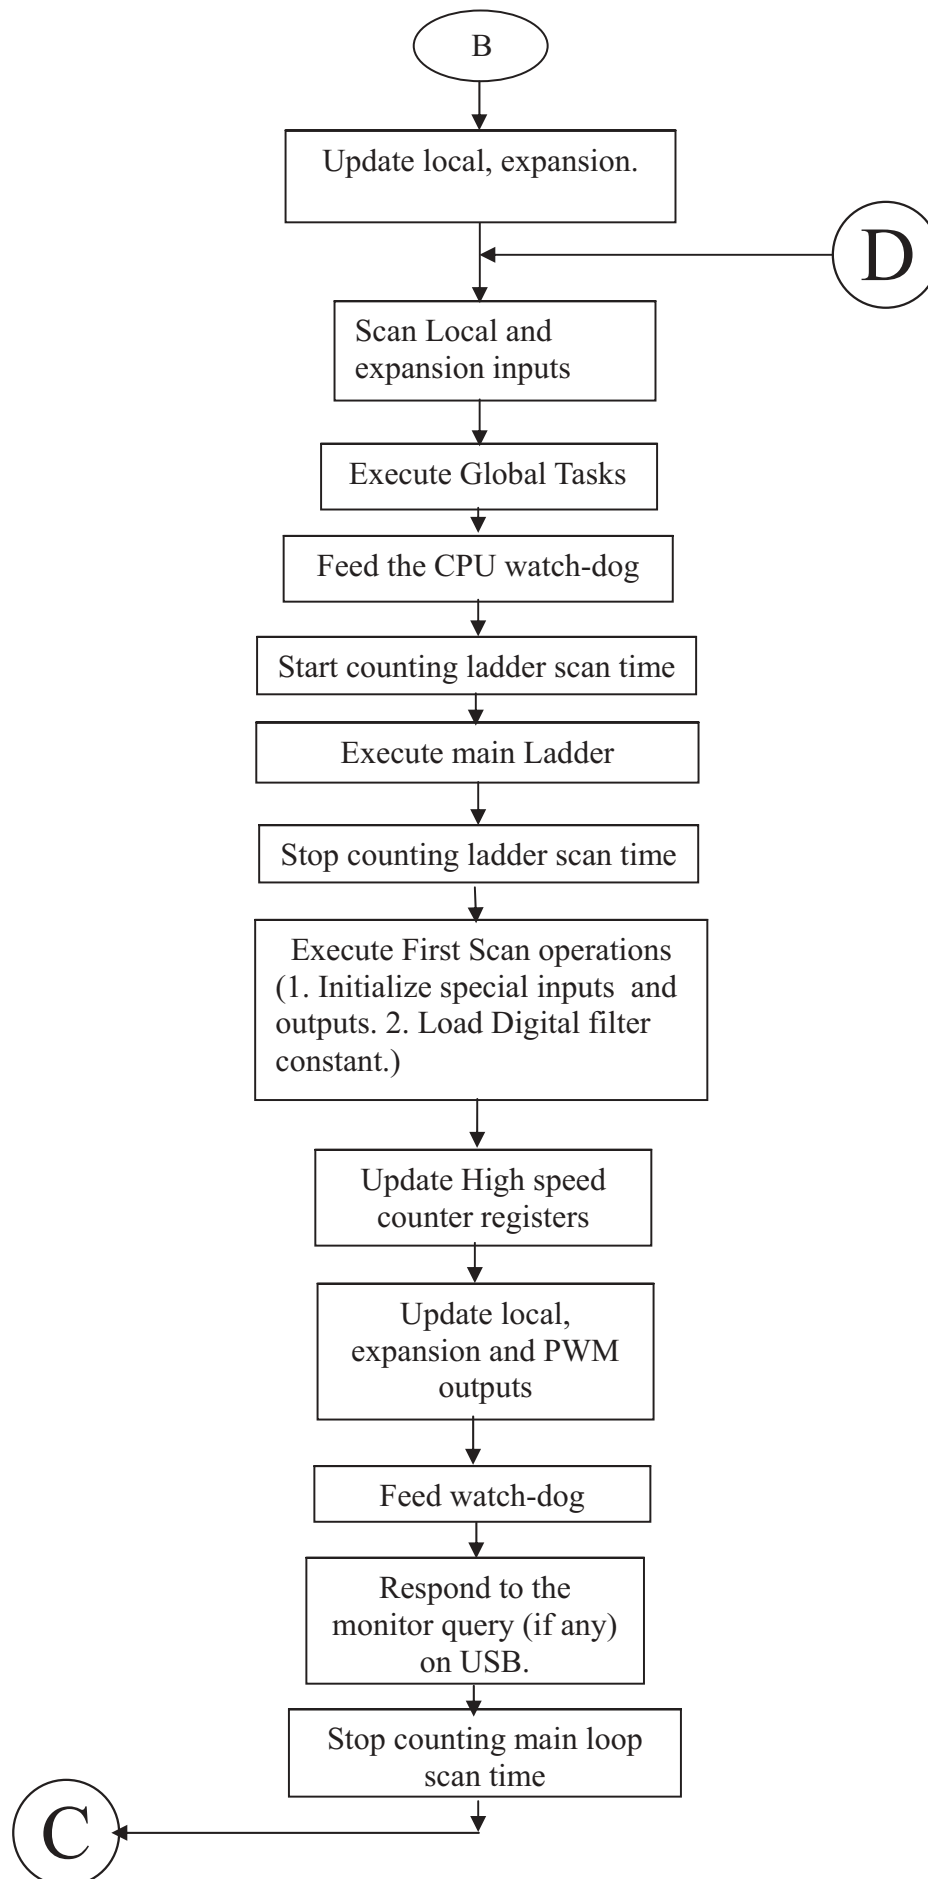 B
Update local, expansion.
D
Scan Local and
expansion inputs
Execute Global Tasks
Feed the CPU watch-dog
Start counting ladder scan time
Execute main Ladder
Stop counting ladder scan time
Execute First Scan operations
(1. Initialize special inputs and
outputs. 2. Load Digital filter
constant.)
Update High speed
counter registers
Update local,
expansion and PWM
outputs
Feed watch-dog
Respond to the
monitor query (if any)
on USB.
Stop counting main loop
scan time
C